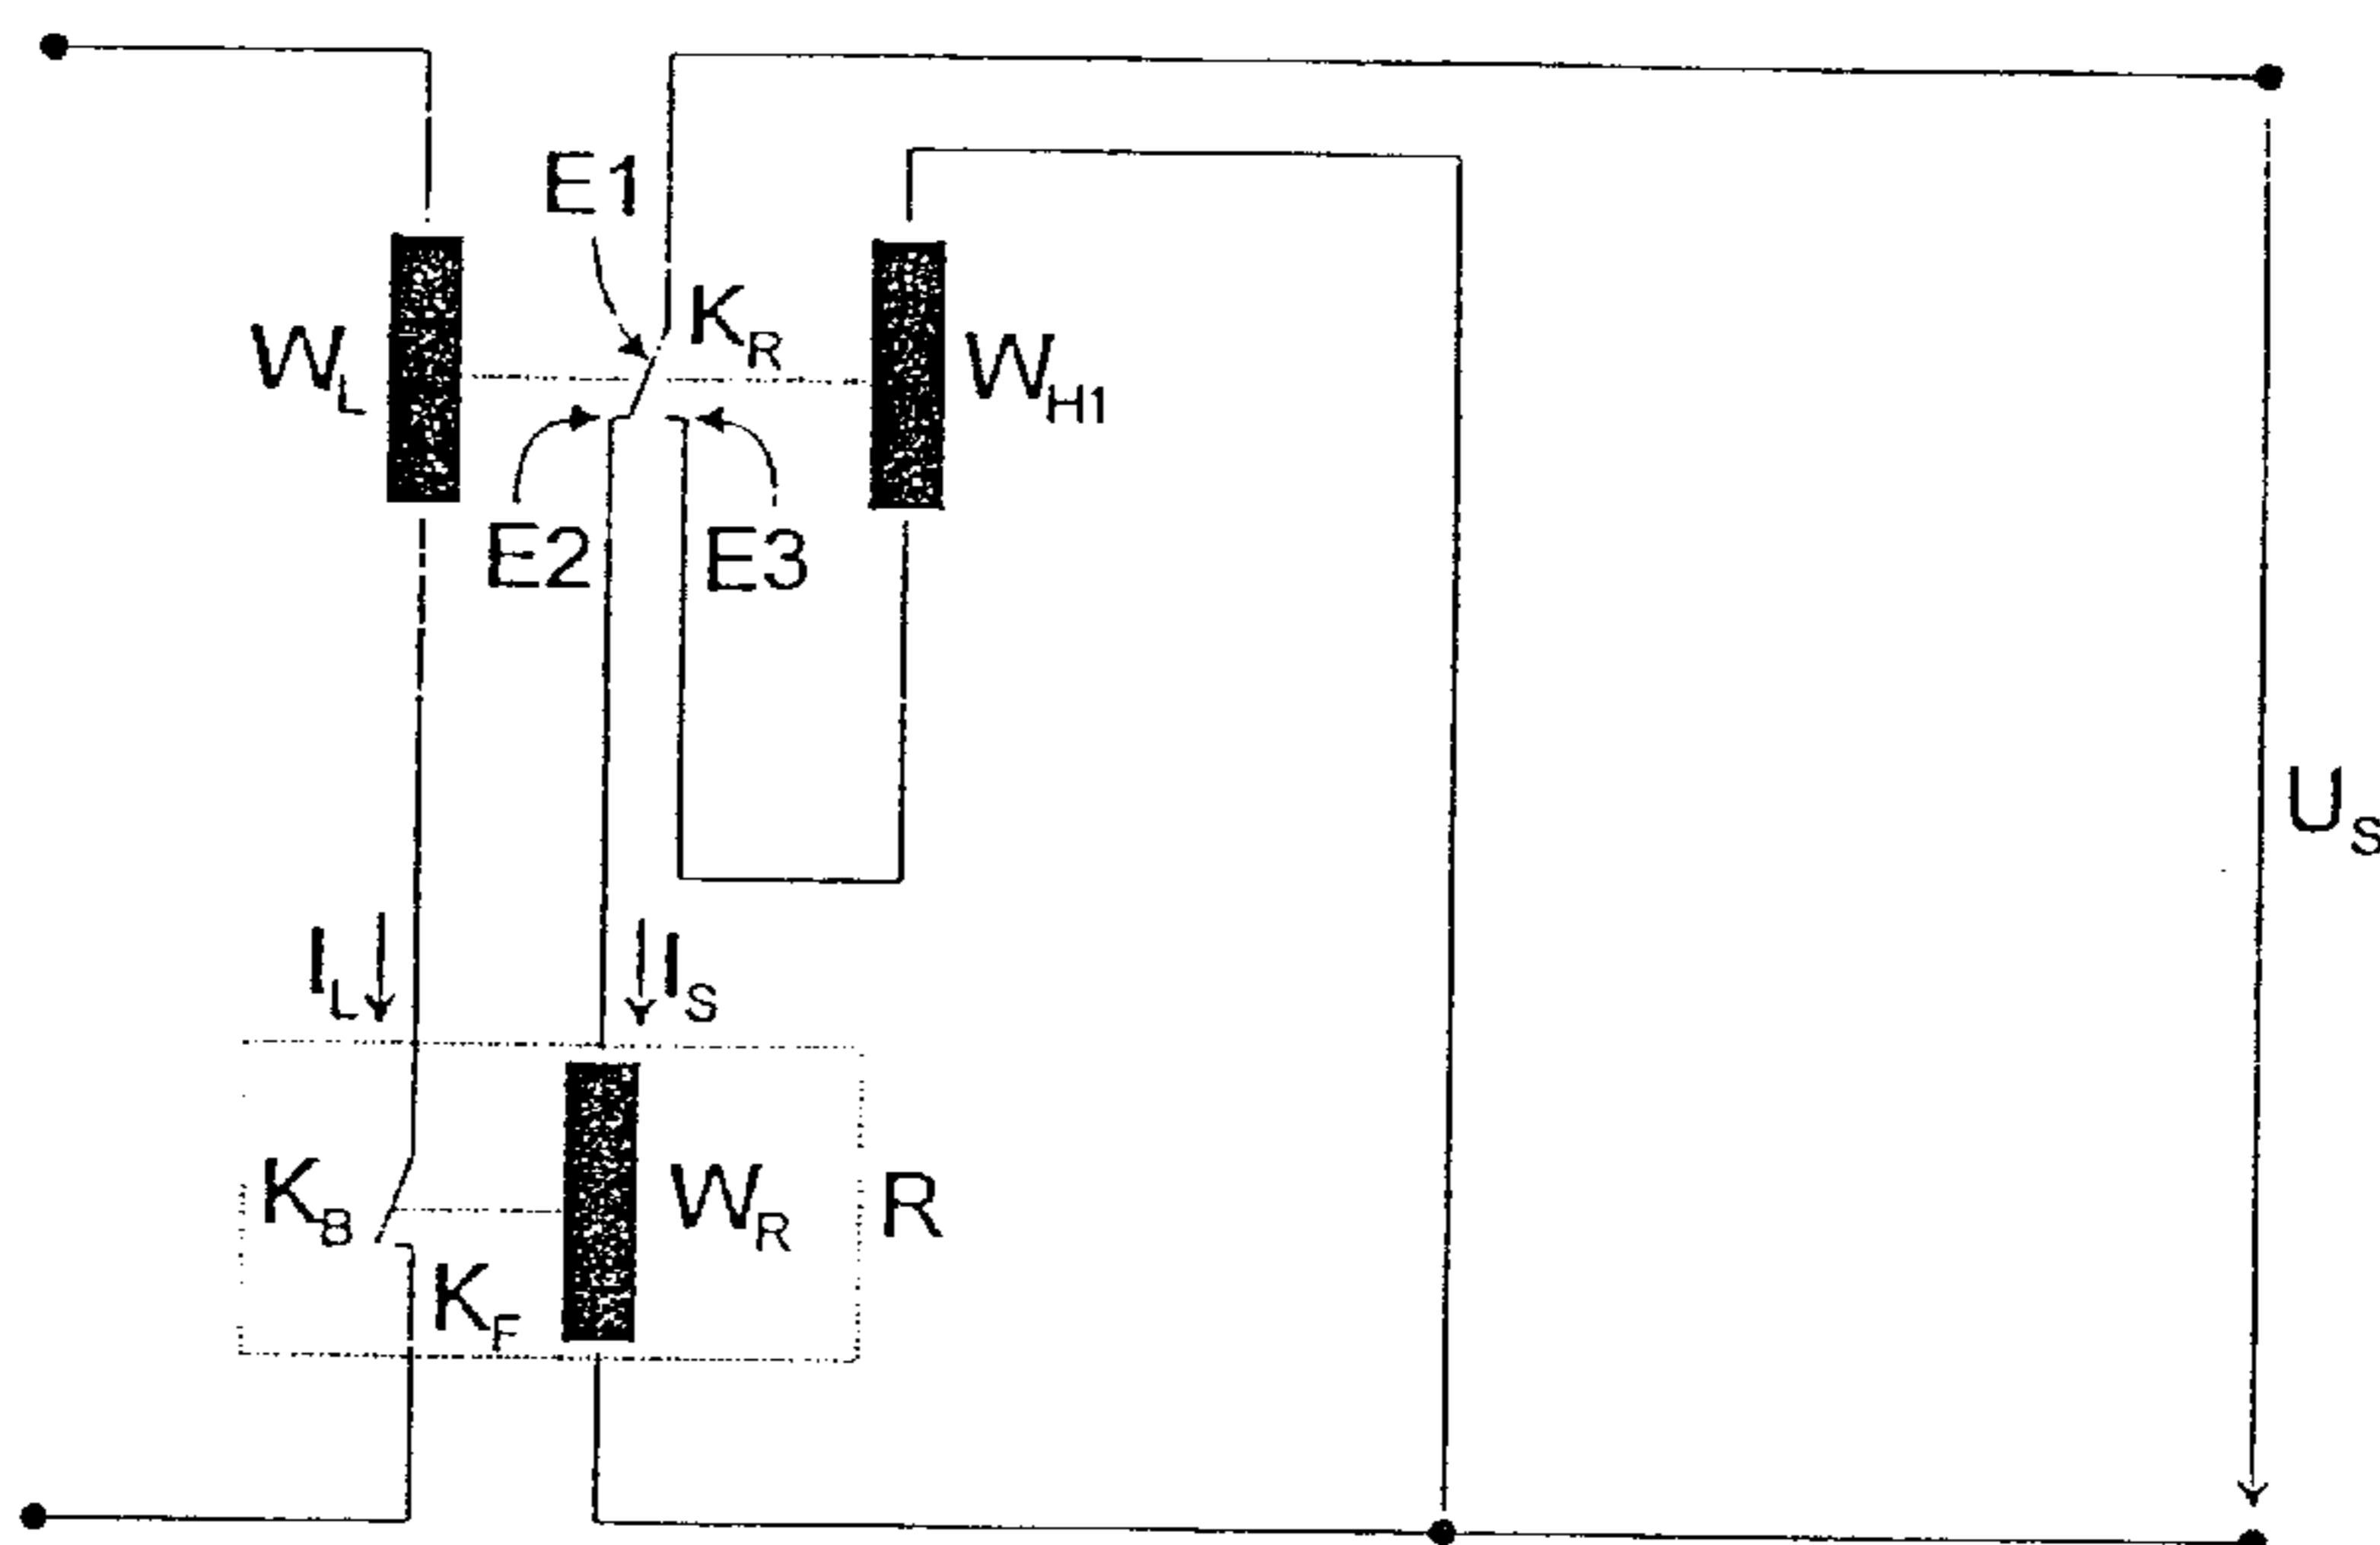 E1
K_R
W_L
W_H1
E2
E3
U_S
I_L
I_S
K_B
W_R
R
K_F